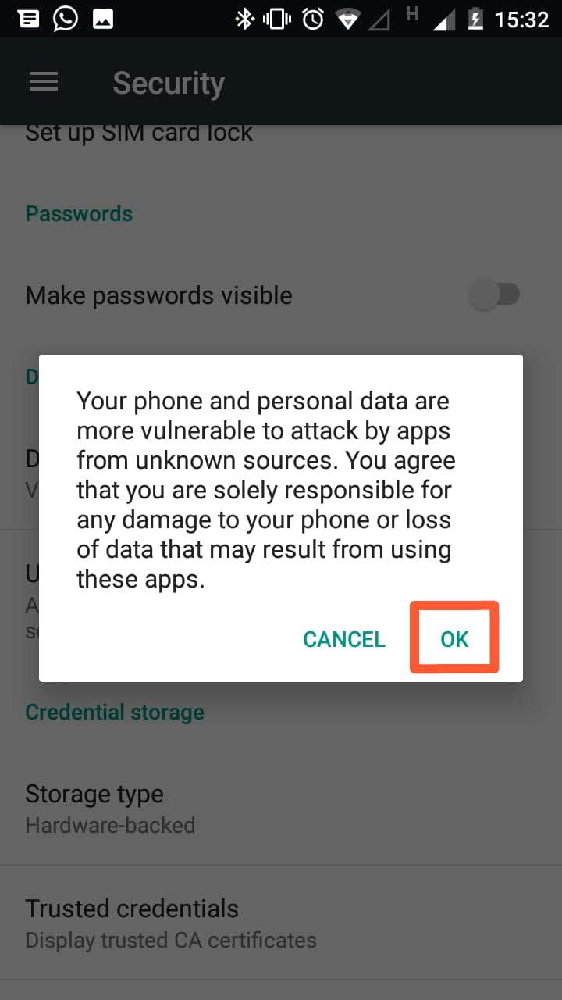 H 15:32
Security
Set up SIM card lock
Passwords
Make passwords visible
D
D
V
Your phone and personal data are
more vulnerable to attack by apps
from unknown sources. You agree
that you are solely responsible for
any damage to your phone or loss
of data that may result from using
these apps.
U
A
CANCEL OK
Credential storage
Storage type
Hardware-backed
Trusted credentials
Display trusted CA certificates